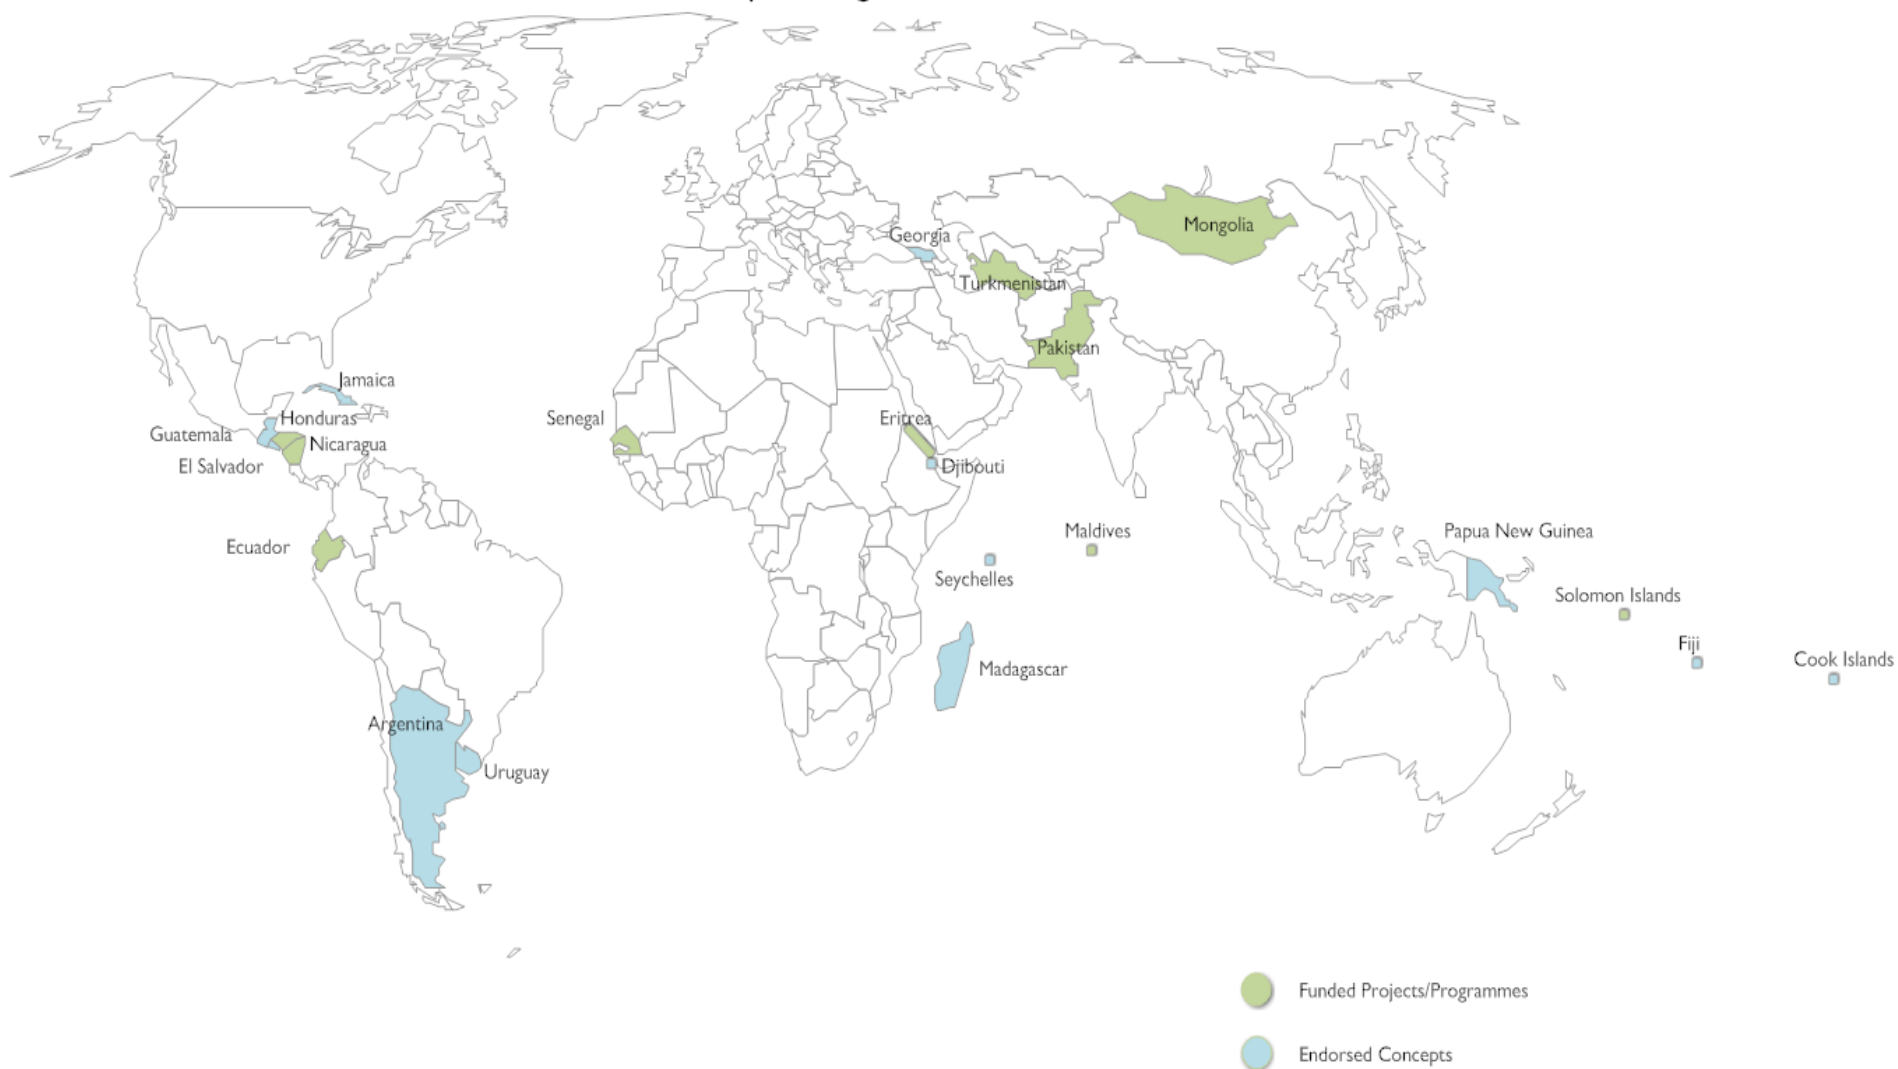 Georgia
Mongolia
Turkmenistan
Pakistan
Jamaica
Honduras
Guatemala
Nicaragua
El Salvador
Senegal
Eritrea
Djibouti
Ecuador
Maldives
Seychelles
Papua New Guinea
Solomon Islands
Fiji
Cook Islands
Madagascar
Argentina
Uruguay
Funded Projects/Programmes
Endorsed Concepts